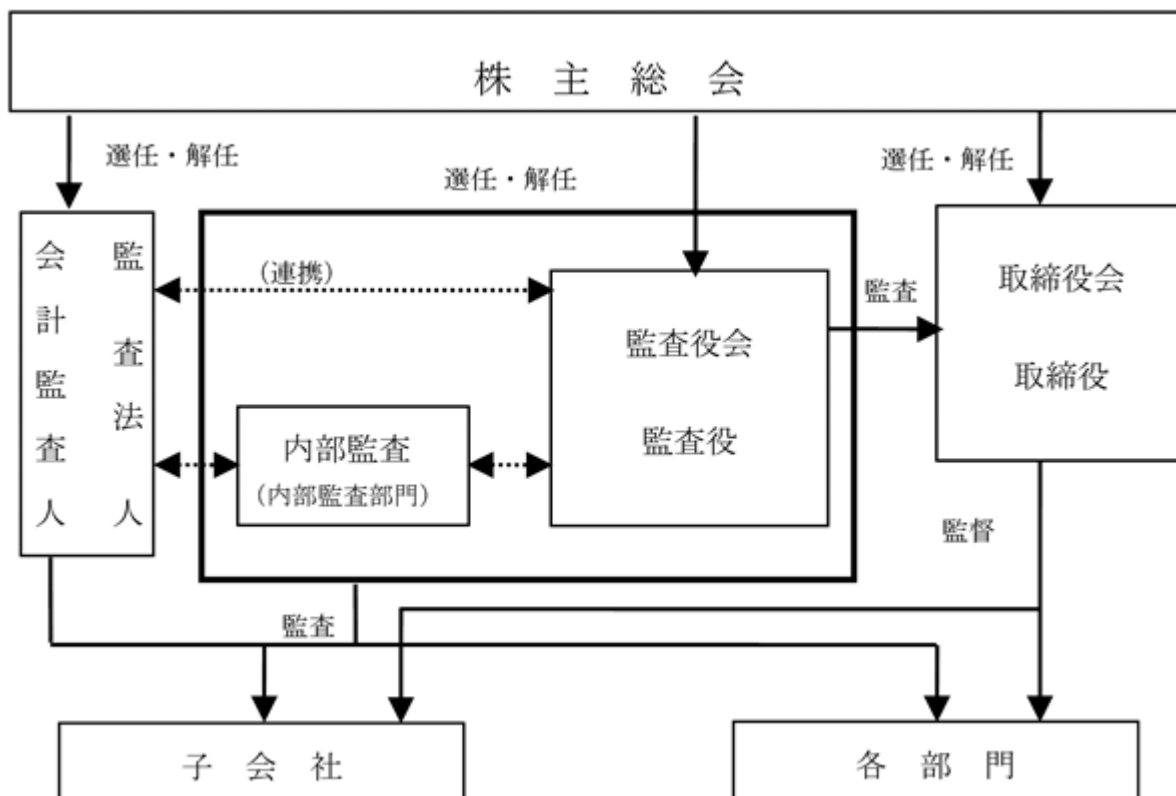 株主総会
選任・解任
選任・解任
選任・解任
監査法人
会計監査人
(連携)
監査役会
監査役
監査
取締役会
取締役
内部監査
(内部監査部門)
監督
監査
子会社
各部門